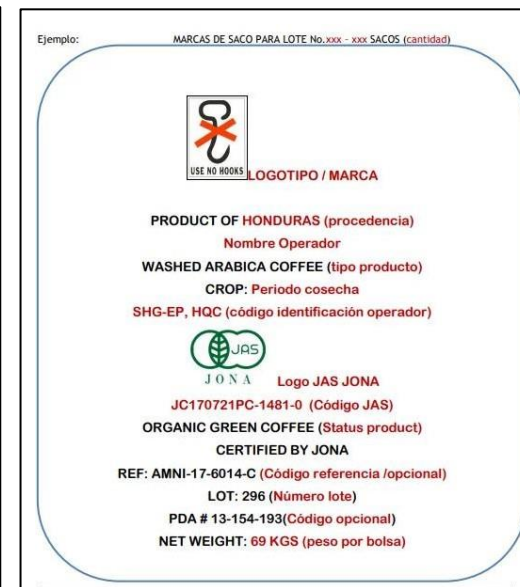 Ejemplo: MARCAS DE SACO PARA LOTE No.xxx - xxx SACOS (cantidad)
USE NO HOOKS LOGOTIPO / MARCA
PRODUCT OF HONDURAS (procedencia)
Nombre Operador
WASHED ARABICA COFFEE (tipo producto)
CROP: Periodo cosecha
SHG-EP, HQC (código identificación operador)
JAS
JONA Logo JAS JONA
JC170721PC-1481-0 (Código JAS)
ORGANIC GREEN COFFEE (Status product)
CERTIFIED BY JONA
REF: AMNI-17-6014-C (Código referencia /opcional)
LOT: 296 (Número lote)
PDA # 13-154-193(Código opcional)
NET WEIGHT: 69 KGS (peso por bolsa)